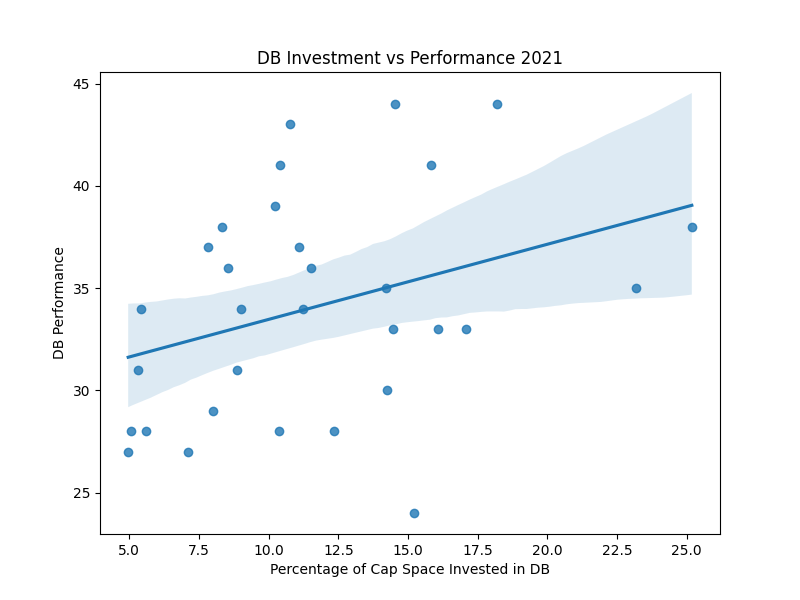 DB Investment vs Performance 2021
45
40
35
30
25
DB Performance
5.0 7.5 10.0 12.5 15.0 17.5 20.0 22.5 25.0
Percentage of Cap Space Invested in DB